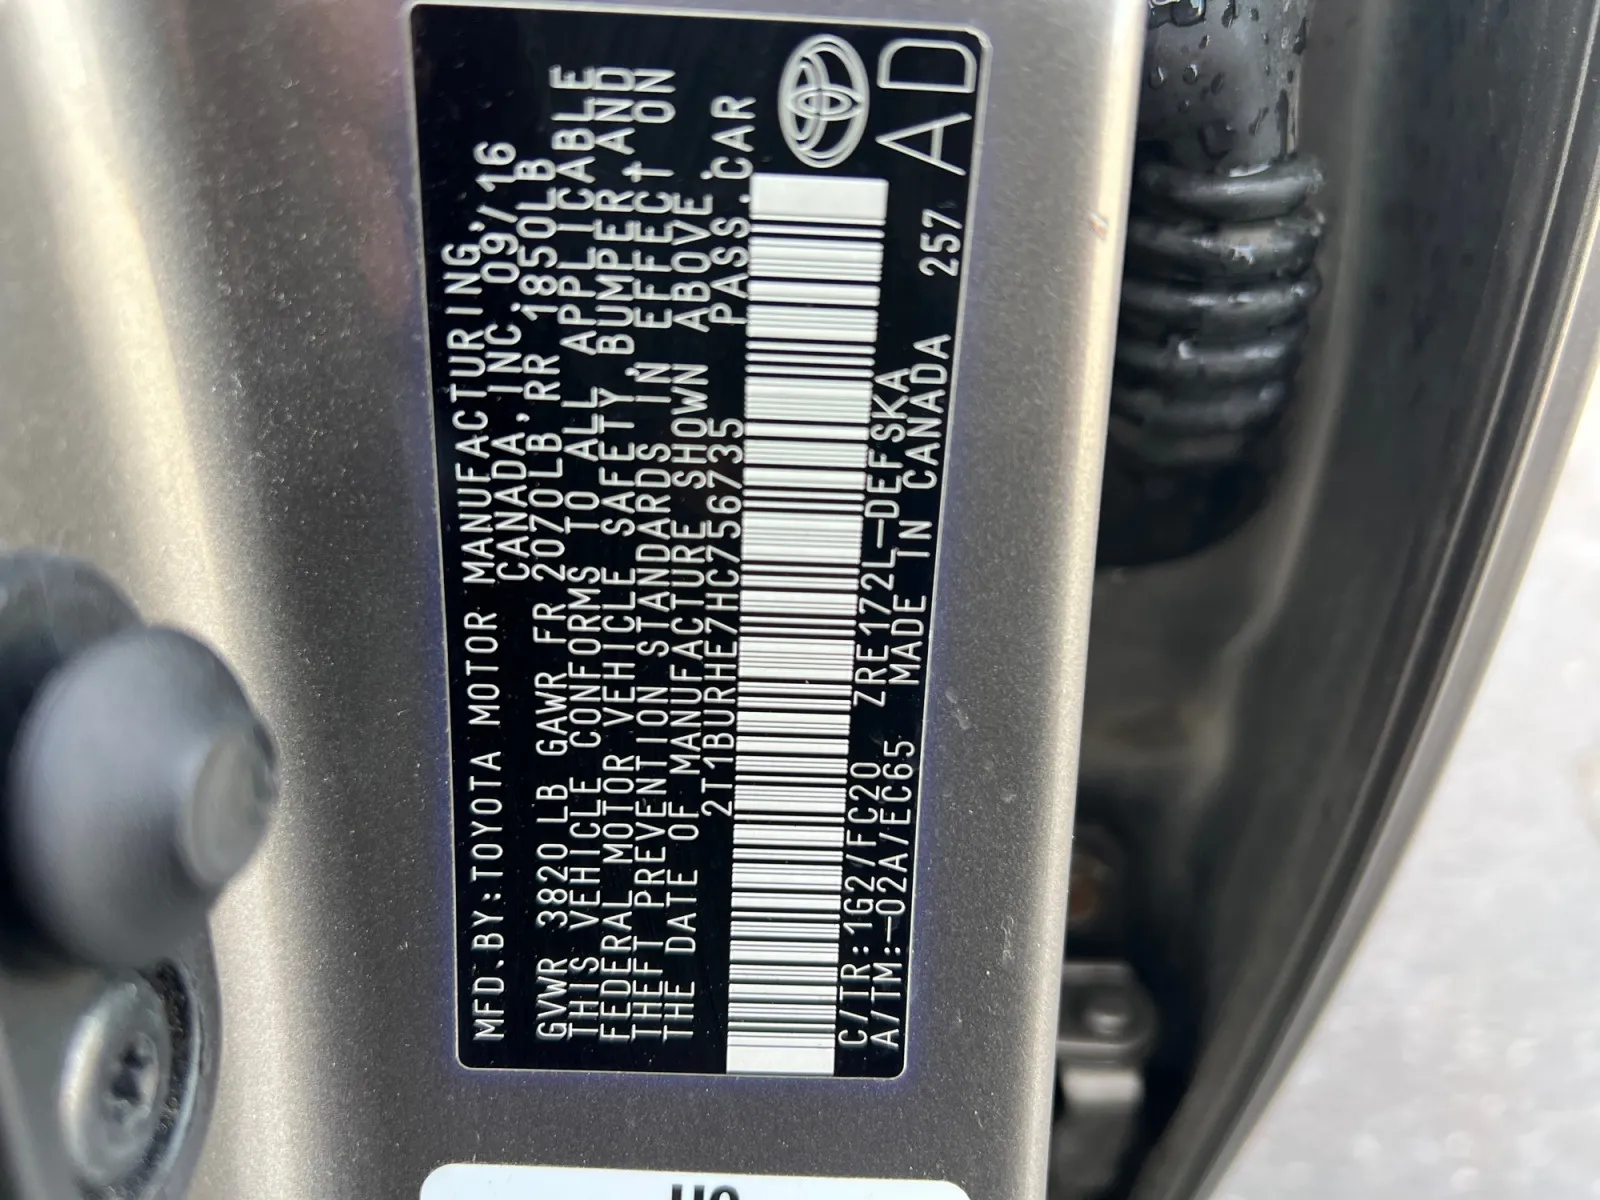 MFD.BY:TOYOTA MOTOR MANUFACTURING,
CANADA,INC.09/16
GVWR 3820 LB GAWR FR 2070LB RR 1850LB
THIS VEHICLE CONFORMS TO ALL APPLICABLE
FEDERAL MOTOR VEHICLE SAFETY,BUMPER,AND
THEFT PREVENTION STANDARDS IN EFFECT ON
THE DATE OF MANUFACTURE SHOWN ABOVE.
2T1BURHE7HC756735 PASS.CAR
C/TR:1G2/FC20 ZRE172L-DEFSKA
A/TM:-02A/EC65 MADE IN CANADA 257
AD